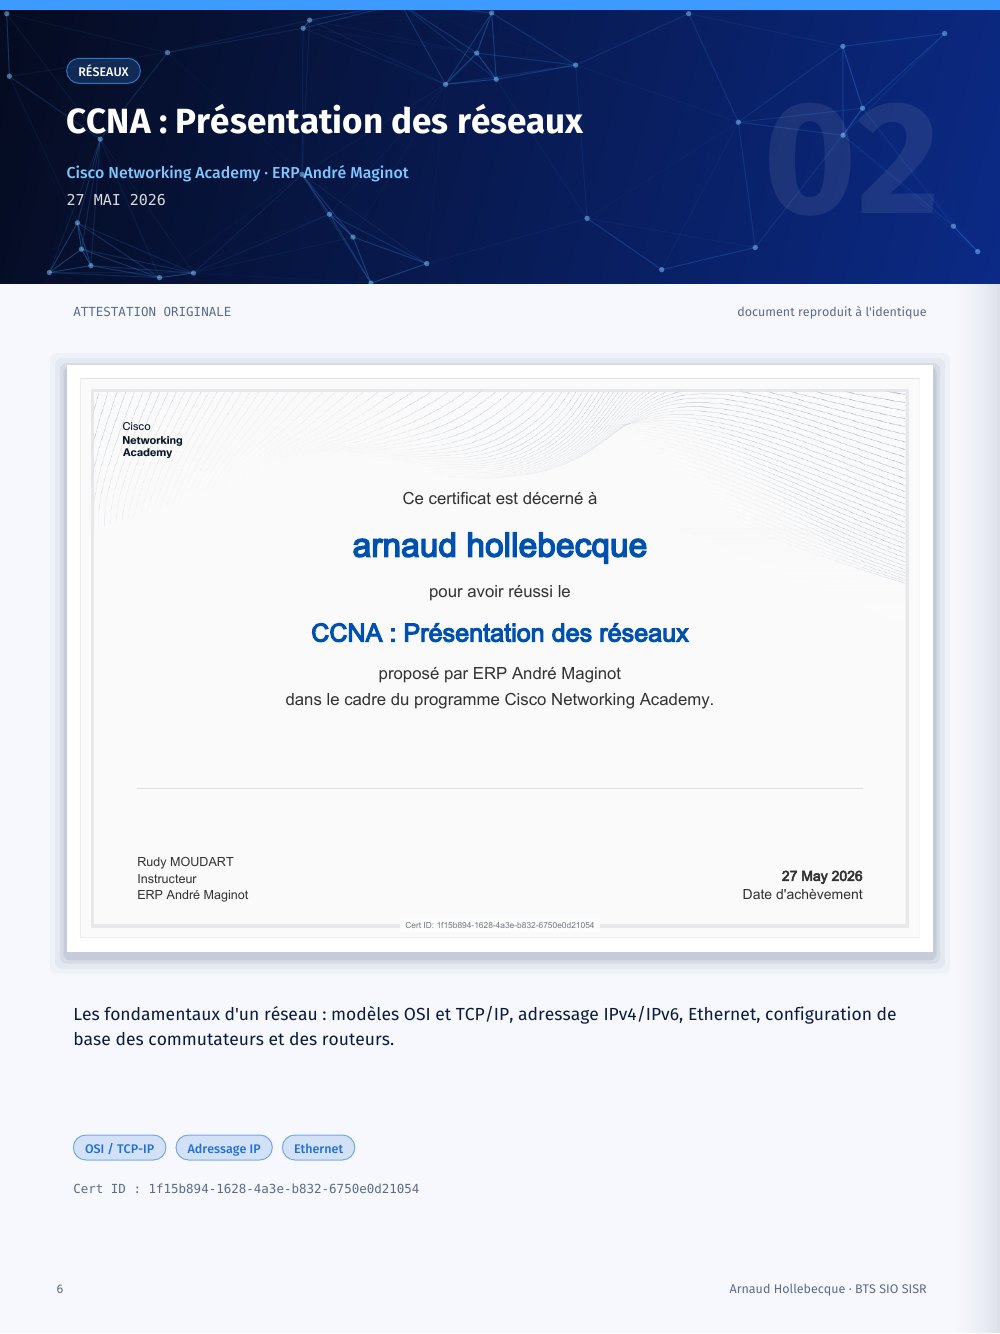 RÉSEAUX
CCNA : Présentation des réseaux
02
Cisco Networking Academy · ERP André Maginot
27 MAI 2026
ATTESTATION ORIGINALE
document reproduit à l'identique
Cisco
Networking
Academy
Ce certificat est décerné à
arnaud hollebecque
pour avoir réussi le
CCNA : Présentation des réseaux
proposé par ERP André Maginot
dans le cadre du programme Cisco Networking Academy.
Rudy MOUDART
Instructeur
ERP André Maginot
27 May 2026
Date d'achèvement
Cert ID: 1f15b894-1628-4a3e-b832-6750e0d21054
Les fondamentaux d'un réseau : modèles OSI et TCP/IP, adressage IPv4/IPv6, Ethernet, configuration de
base des commutateurs et des routeurs.
OSI / TCP-IP
Adressage IP
Ethernet
Cert ID : 1f15b894-1628-4a3e-b832-6750e0d21054
6
Arnaud Hollebecque · BTS SIO SISR